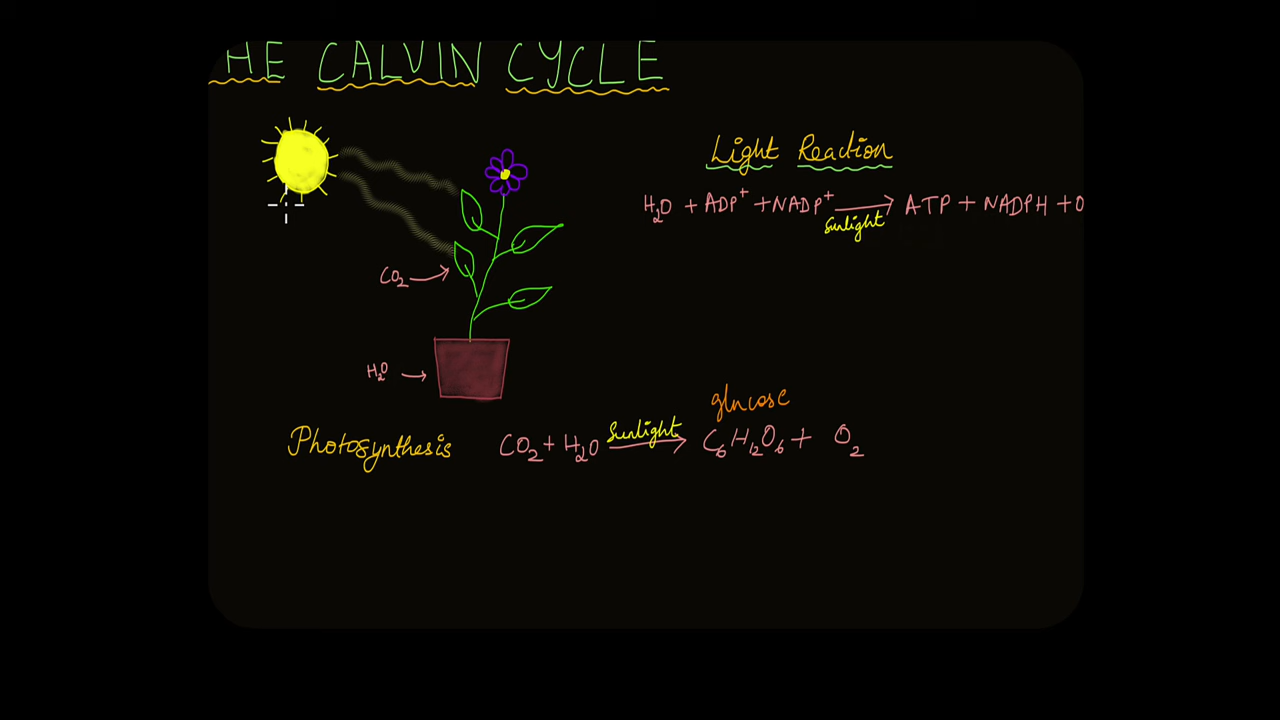 HE CALVIN CYCLE
Light Reaction
H₂O + ADP⁺ + NADP⁺ → ATP + NADPH + O
Sunlight
CO₂ →
H₂O →
glucose
Photosynthesis CO₂ + H₂O Sunlight → C₆H₁₂O₆ + O₂